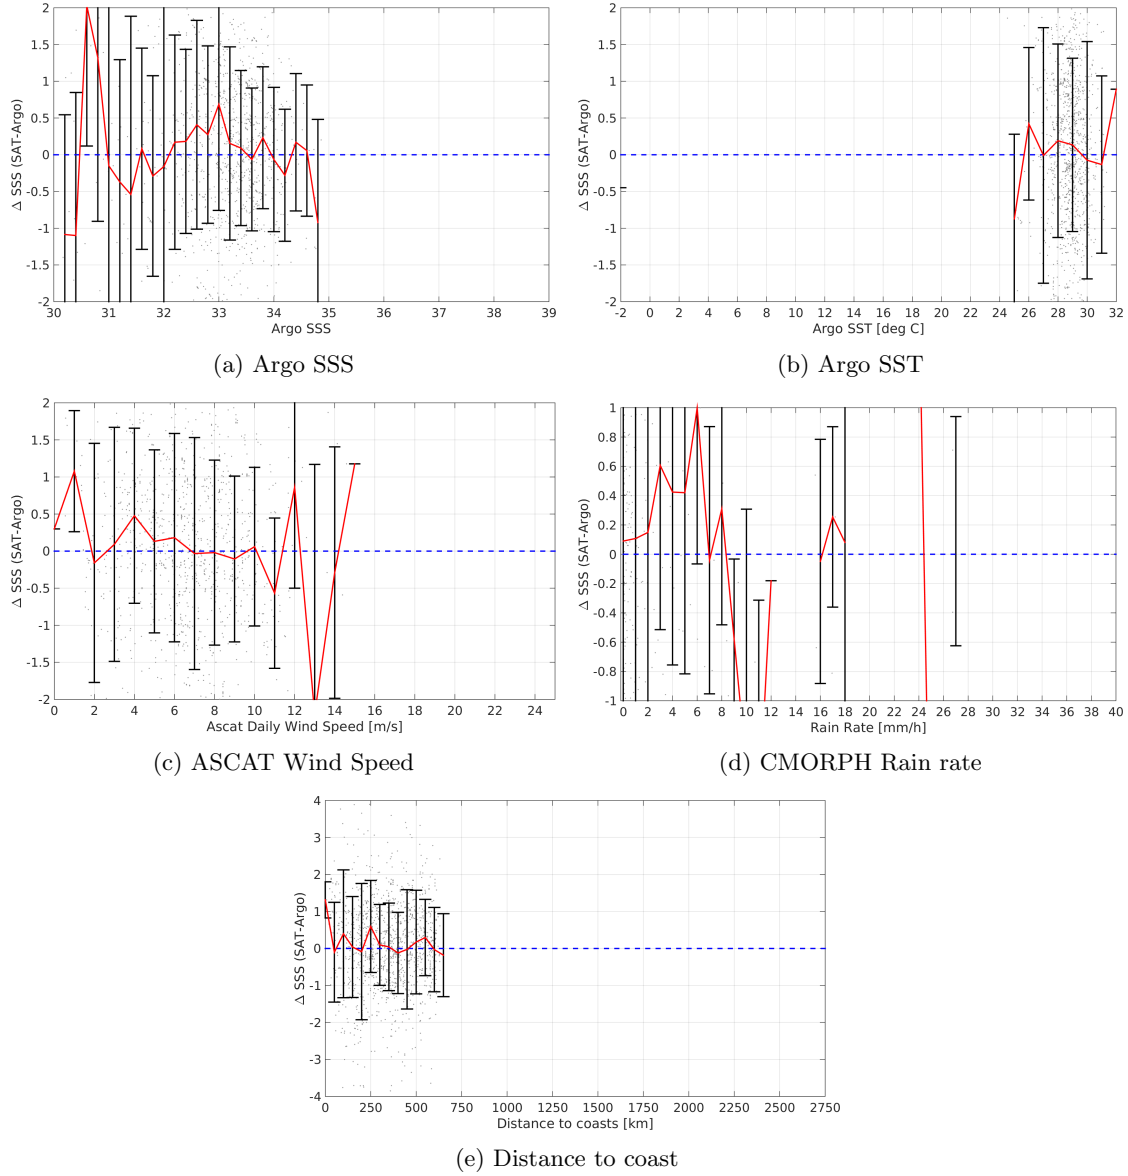 2
1.5
1
0.5
0
-0.5
-1
-1.5
-2
Δ SSS (SAT-Argo)
30 31 32 33 34 35 36 37 38 39
Argo SSS
(a) Argo SSS
2
1.5
1
0.5
0
-0.5
-1
-1.5
-2
Δ SSS (SAT-Argo)
-2 0 2 4 6 8 10 12 14 16 18 20 22 24 26 28 30 32
Argo SST [deg C]
(b) Argo SST
2
1.5
1
0.5
0
-0.5
-1
-1.5
-2
Δ SSS (SAT-Argo)
0 2 4 6 8 10 12 14 16 18 20 22 24
Ascat Daily Wind Speed [m/s]
(c) ASCAT Wind Speed
1
0.8
0.6
0.4
0.2
0
-0.2
-0.4
-0.6
-0.8
-1
Δ SSS (SAT-Argo)
0 2 4 6 8 10 12 14 16 18 20 22 24 26 28 30 32 34 36 38 40
Rain Rate [mm/h]
(d) CMORPH Rain rate
4
3
2
1
0
-1
-2
-3
-4
Δ SSS (SAT-Argo)
0 250 500 750 1000 1250 1500 1750 2000 2250 2500 2750
Distance to coasts [km]
(e) Distance to coast